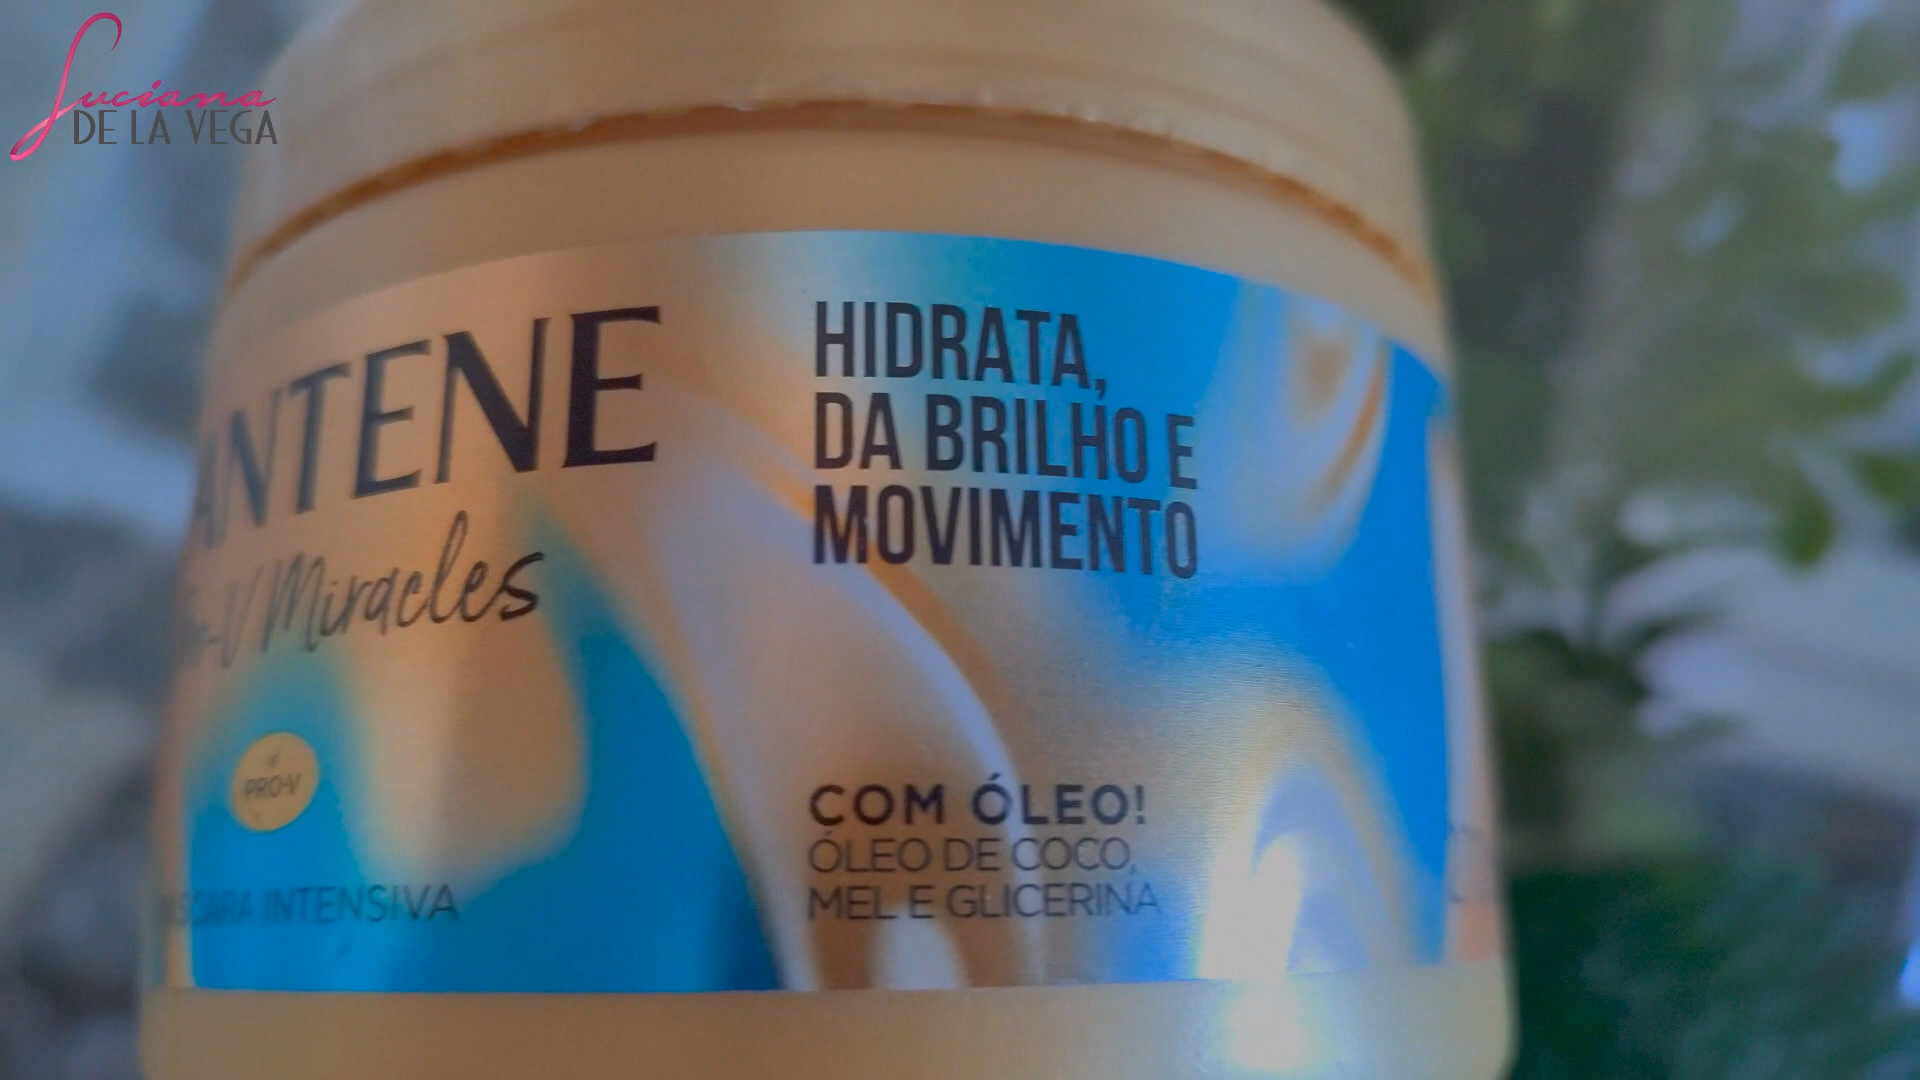 Luciana
DE LA VEGA
ANTENE
-V Miracles
PRO-V
INTENSIVA
HIDRATA,
DA BRILHO E
MOVIMENTO
COM ÓLEO!
ÓLEO DE COCO,
MEL E GLICERINA